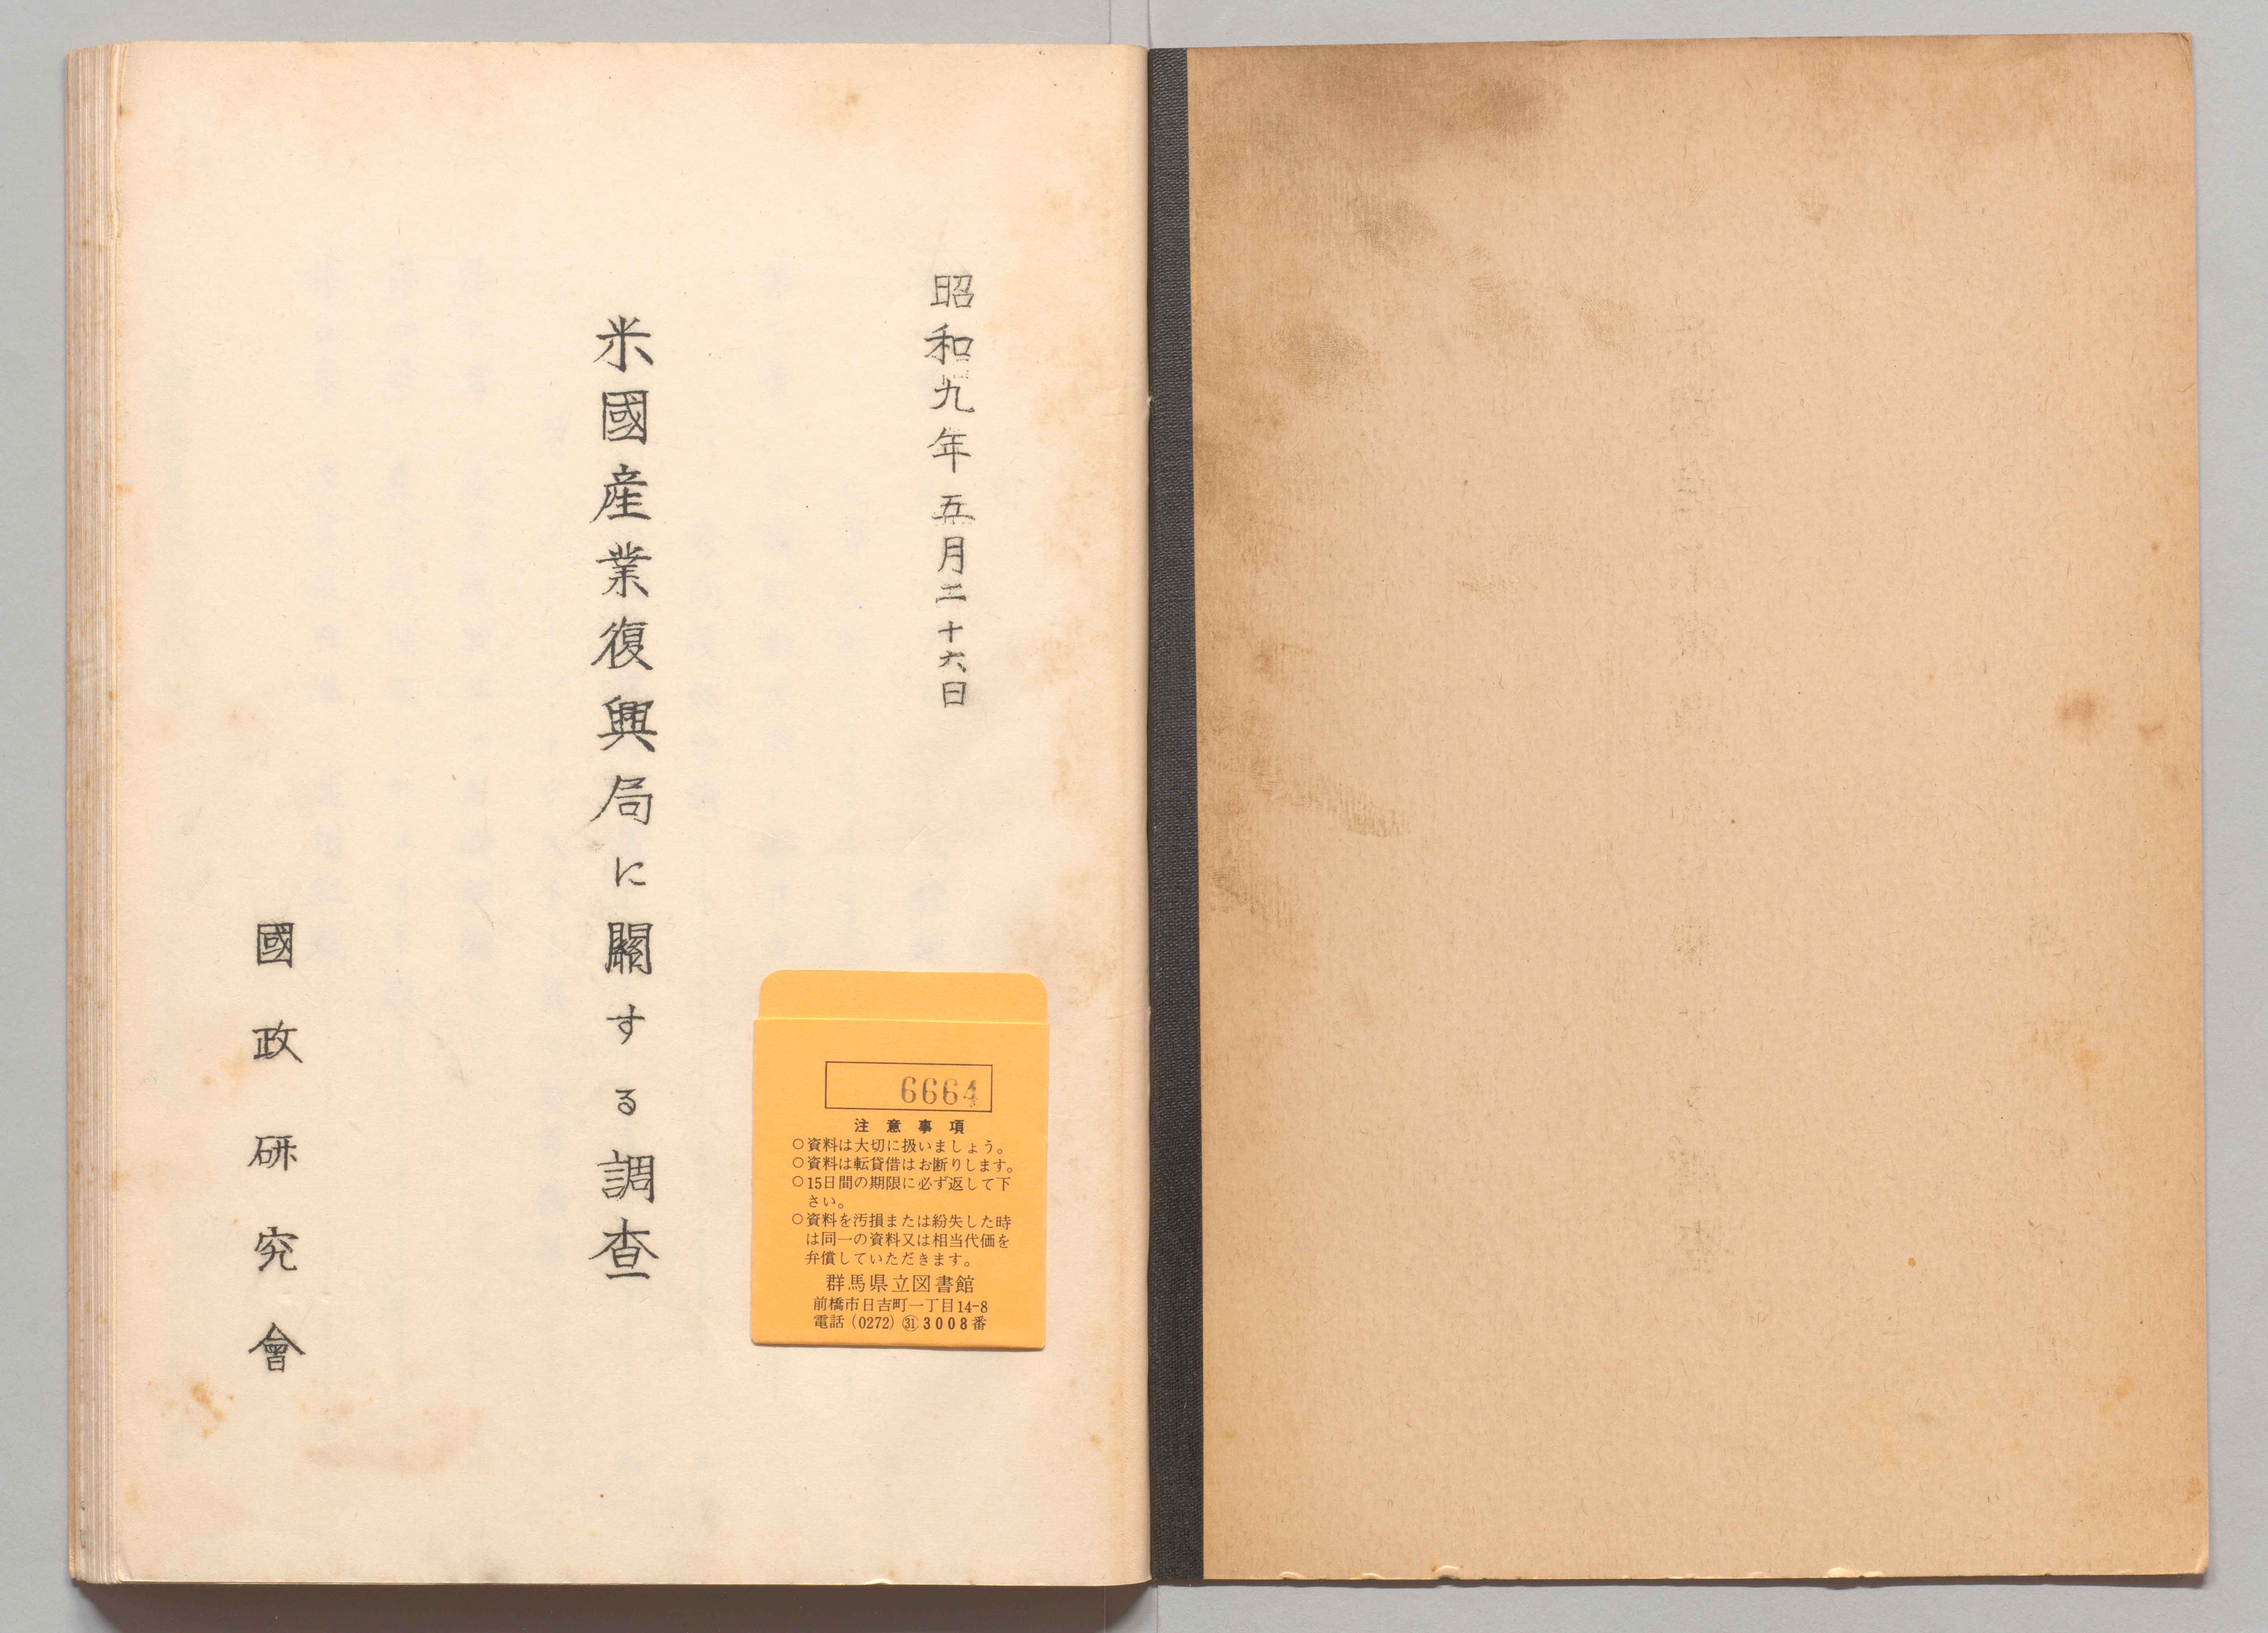 昭和九年五月二十六日
米國産業復興局に關する調査
國政研究會
6664
注意事項
○資料は大切に扱いましょう。
○資料は転貸借はお断りします。
○15日間の期限に必ず返して下
さい。
○資料を汚損または紛失した時
は同一の資料又は相当代価を
弁償していただきます。
群馬県立図書館
前橋市日吉町一丁目14-8
電話(0272)㉛3008番